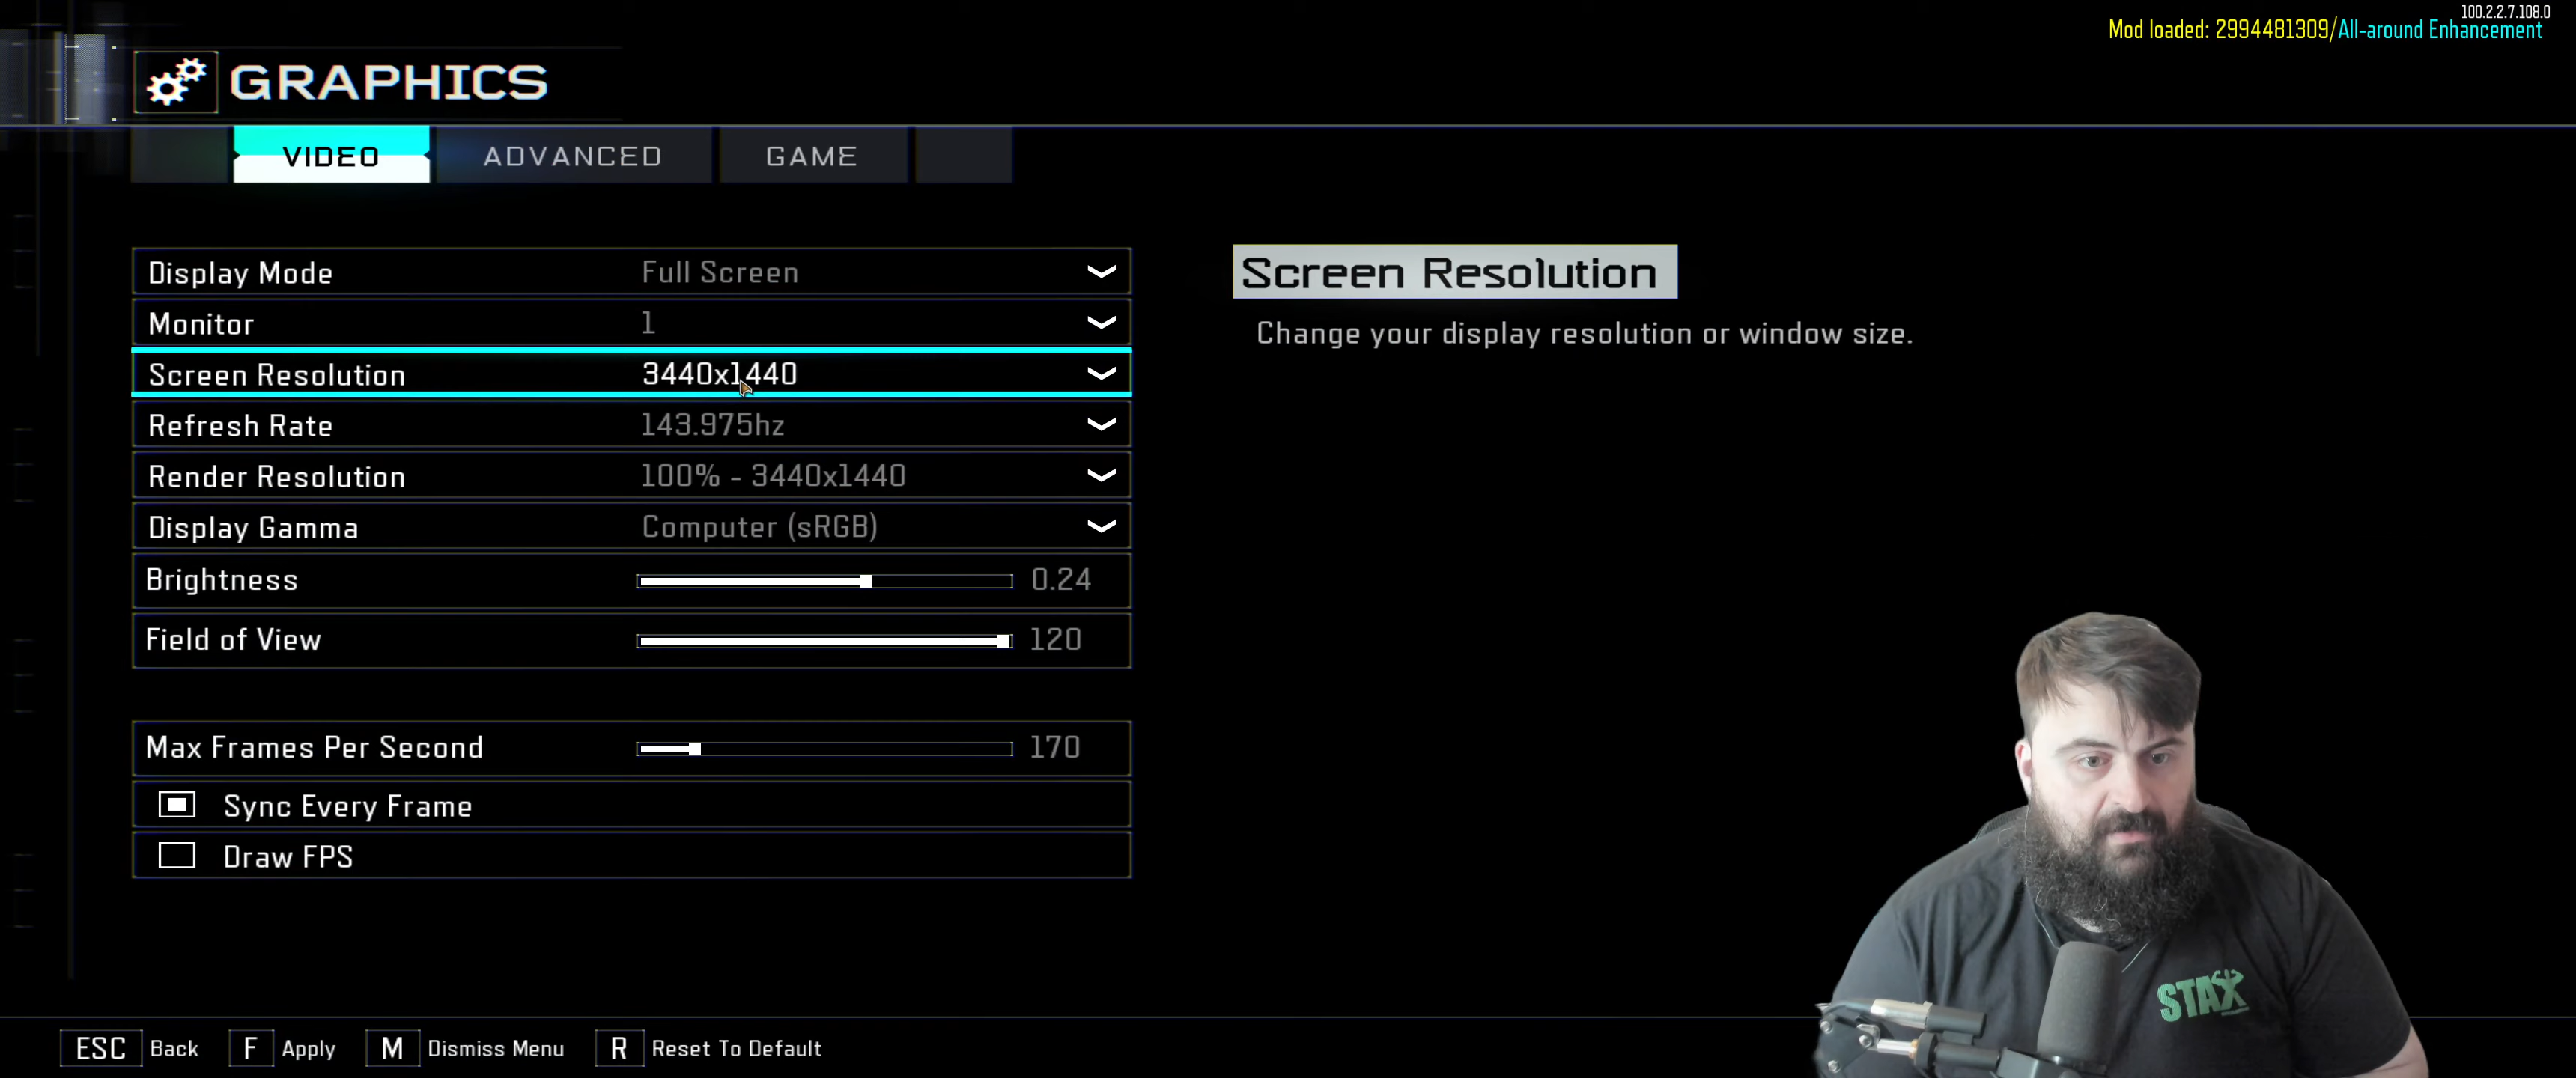 100.2.2.7.108.0
Mod loaded: 2994481309/All-around Enhancement
GRAPHICS
VIDEO ADVANCED GAME
Display Mode Full Screen
Monitor 1
Screen Resolution 3440x1440
Refresh Rate 143.975hz
Render Resolution 100% - 3440x1440
Display Gamma Computer (sRGB)
Brightness 0.24
Field of View 120
Max Frames Per Second 170
Sync Every Frame
Draw FPS
Screen Resolution
Change your display resolution or window size.
STAX
ESC Back F Apply M Dismiss Menu R Reset To Default